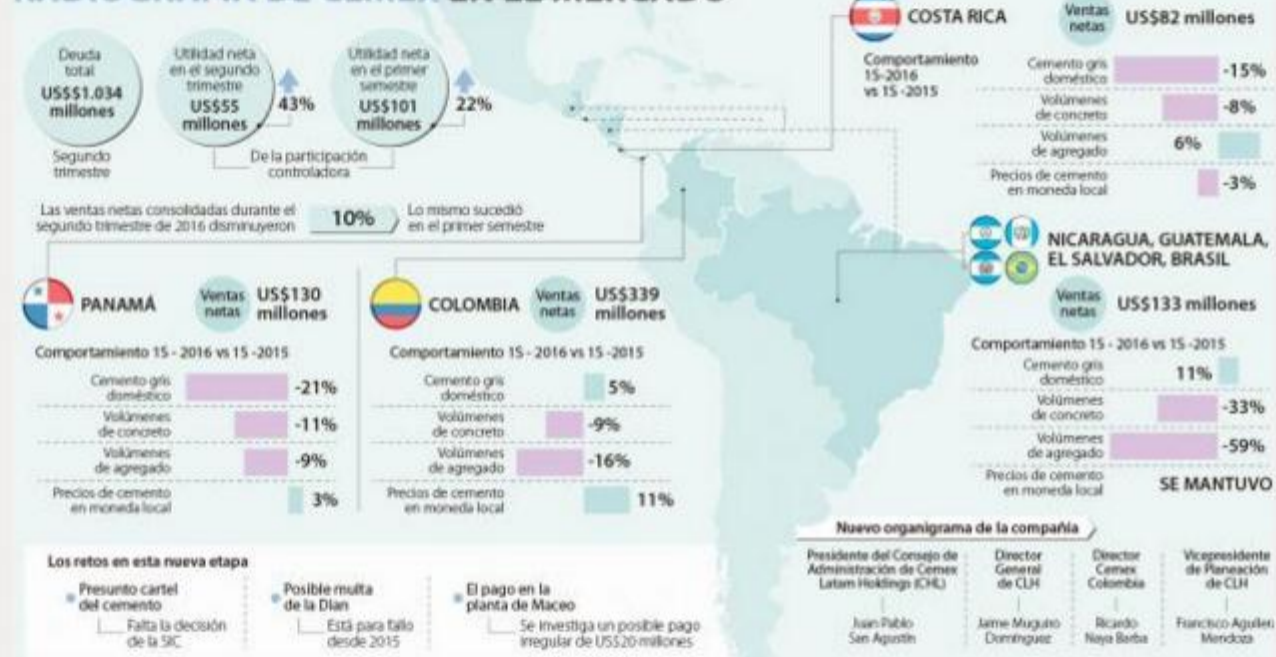 RADIOGRAFÍA DE CEMEX EN EL MERCADO
Deuda
total
US$$1.034
millones
Segundo
trimestre
Utilidad neta
en el segundo
trimestre
US$55
millones
43%
Utilidad neta
en el primer
semestre
US$101
millones
22%
De la participación
controladora
Las ventas netas consolidadas durante el
segundo trimestre de 2016 disminuyeron
10%
Lo mismo sucedió
en el primer semestre
COSTA RICA
Ventas
netas
US$82 millones
Comportamiento
1S-2016
vs 1S -2015
Cemento gris
doméstico
-15%
Volúmenes
de concreto
-8%
Volúmenes
de agregado
6%
Precios de cemento
en moneda local
-3%
NICARAGUA, GUATEMALA,
EL SALVADOR, BRASIL
Ventas
netas
US$133 millones
Comportamiento 1S - 2016 vs 1S -2015
Cemento gris
doméstico
11%
Volúmenes
de concreto
-33%
Volúmenes
de agregado
-59%
Precios de cemento
en moneda local
SE MANTUVO
PANAMÁ
Ventas
netas
US$130
millones
Comportamiento 1S - 2016 vs 1S -2015
Cemento gris
doméstico
-21%
Volúmenes
de concreto
-11%
Volúmenes
de agregado
-9%
Precios de cemento
en moneda local
3%
COLOMBIA
Ventas
netas
US$339
millones
Comportamiento 1S - 2016 vs 1S -2015
Cemento gris
doméstico
5%
Volúmenes
de concreto
-9%
Volúmenes
de agregado
-16%
Precios de cemento
en moneda local
11%
Los retos en esta nueva etapa
Presunto cartel
del cemento
Falta la decisión
de la SIC
Posible multa
de la Dian
Está para fallo
desde 2015
El pago en la
planta de Maceo
Se investiga un posible pago
irregular de US$20 millones
Nuevo organigrama de la compañía
Presidente del Consejo de
Administración de Cemex
Latam Holdings (CHL)
Juan Pablo
San Agustín
Director
General
de CLH
Jaime Muguiro
Domínguez
Director
Cemex
Colombia
Ricardo
Naya Barba
Vicepresidente
de Planeación
de CLH
Francisco Aguilera
Mendoza